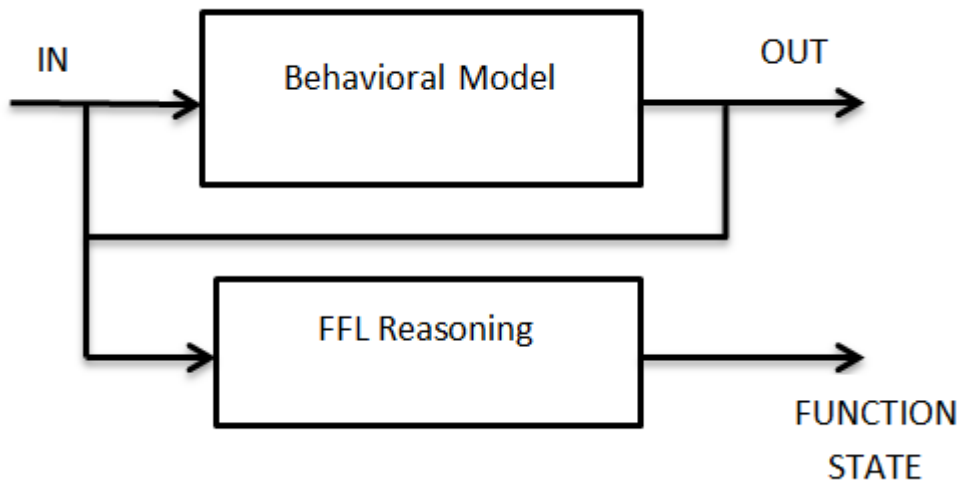 IN
Behavioral Model
OUT
FFL Reasoning
FUNCTION
STATE